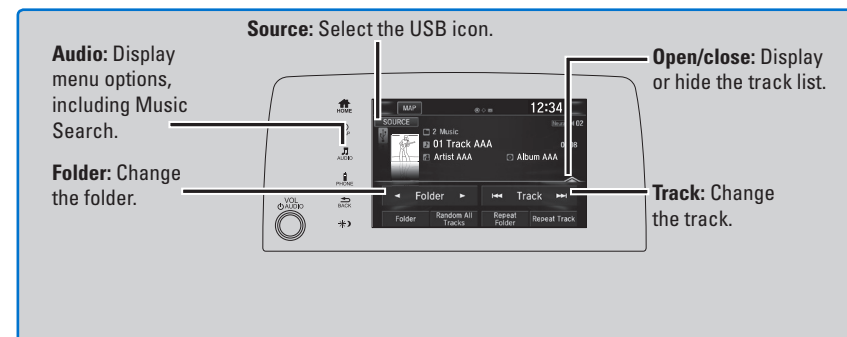 Source: Select the USB icon.
Audio: Display
menu options,
including Music
Search.
Folder: Change
the folder.
Open/close: Display
or hide the track list.
Track: Change
the track.
HOME
AUDIO
PHONE
BACK
VOL
AUDIO
MAP
12:34
SOURCE
2 Music
01 Track AAA
Artist AAA
Album AAA
Folder
Track
Folder
Random All
Tracks
Repeat
Folder
Repeat Track